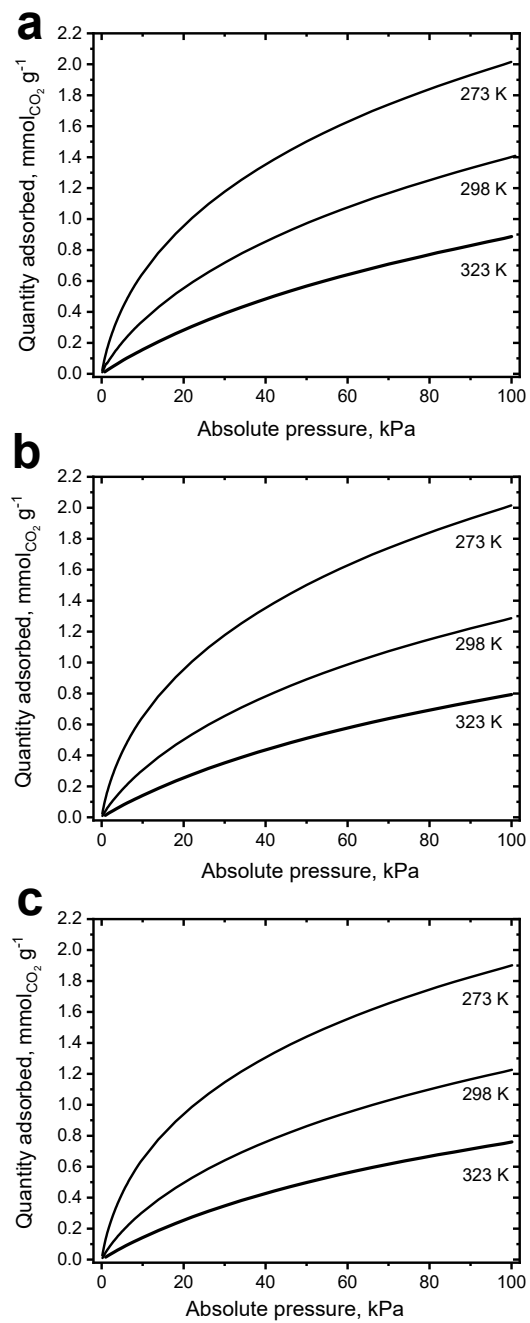 a
2.2
2.0
1.8
1.6
1.4
1.2
1.0
0.8
0.6
0.4
0.2
0.0
Quantity adsorbed, mmol_CO₂ g⁻¹
273 K
298 K
323 K
0 20 40 60 80 100
Absolute pressure, kPa
b
2.2
2.0
1.8
1.6
1.4
1.2
1.0
0.8
0.6
0.4
0.2
0.0
Quantity adsorbed, mmol_CO₂ g⁻¹
273 K
298 K
323 K
0 20 40 60 80 100
Absolute pressure, kPa
c
2.2
2.0
1.8
1.6
1.4
1.2
1.0
0.8
0.6
0.4
0.2
0.0
Quantity adsorbed, mmol_CO₂ g⁻¹
273 K
298 K
323 K
0 20 40 60 80 100
Absolute pressure, kPa